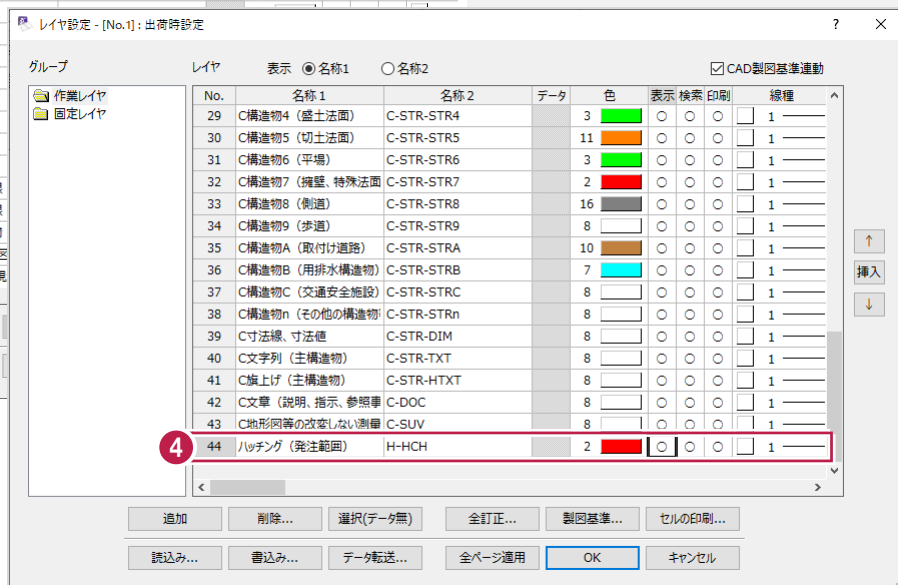 レイヤ設定 - [No.1] : 出荷時設定
グループ
レイヤ 表示 名称1 名称2 CAD製図基準連動
作業レイヤ
固定レイヤ
No. 名称1 名称2 データ 色 表示 検索 印刷 線種
29 C構造物4（盛土法面） C-STR-STR4 3 ○ ○ ○ 1
30 C構造物5（切土法面） C-STR-STR5 11 ○ ○ ○ 1
31 C構造物6（平場） C-STR-STR6 3 ○ ○ ○ 1
32 C構造物7（擁壁、特殊法面 C-STR-STR7 2 ○ ○ ○ 1
33 C構造物8（側道） C-STR-STR8 16 ○ ○ ○ 1
34 C構造物9（歩道） C-STR-STR9 8 ○ ○ ○ 1
35 C構造物A（取付け道路） C-STR-STRA 10 ○ ○ ○ 1
36 C構造物B（用排水構造物） C-STR-STRB 7 ○ ○ ○ 1
37 C構造物C（交通安全施設） C-STR-STRC 8 ○ ○ ○ 1
38 C構造物n（その他の構造物 C-STR-STRn 8 ○ ○ ○ 1
39 C寸法線、寸法値 C-STR-DIM 8 ○ ○ ○ 1
40 C文字列（主構造物） C-STR-TXT 8 ○ ○ ○ 1
41 C旗上げ（主構造物） C-STR-HTXT 8 ○ ○ ○ 1
42 C文章（説明、指示、参照事 C-DOC 8 ○ ○ ○ 1
43 C地形図等の改変しない測量 C-SUV 8 ○ ○ ○ 1
4
44 ハッチング（発注範囲） H-HCH 2 ○ ○ ○ 1
↑
挿入
↓
追加 削除... 選択(データ無) 全訂正... 製図基準... セルの印刷...
読込み... 書込み... データ転送... 全ページ適用 OK キャンセル